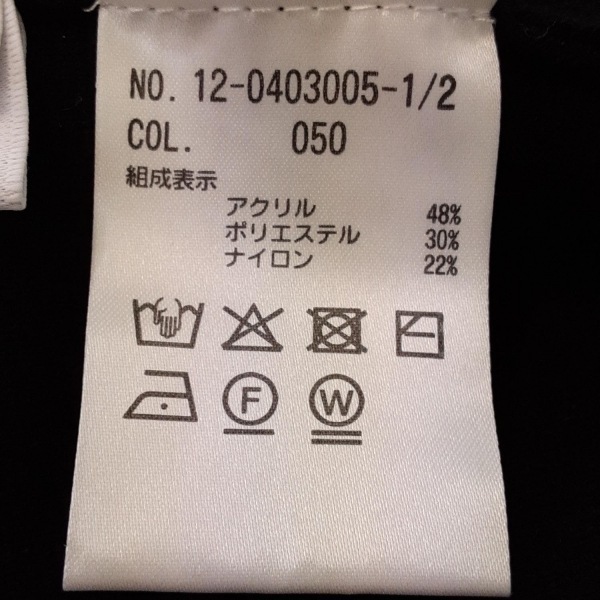 NO. 12-0403005-1/2
COL. 050
組成表示
アクリル 48%
ポリエステル 30%
ナイロン 22%
F
W